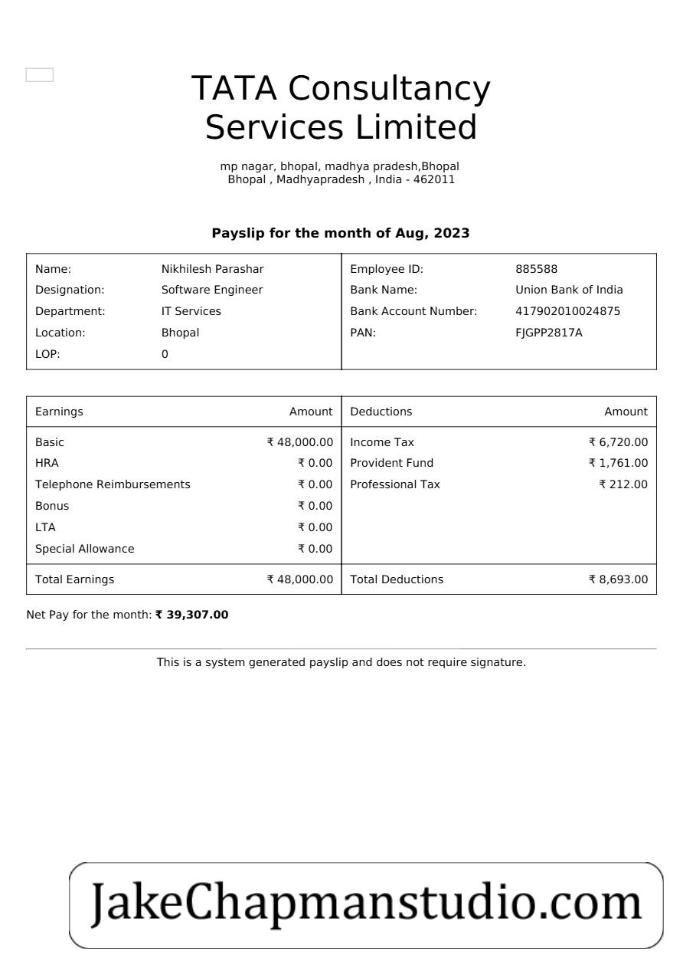 TATA Consultancy
Services Limited
mp nagar, bhopal, madhya pradesh,Bhopal
Bhopal , Madhyapradesh , India - 462011
Payslip for the month of Aug, 2023
Name: Nikhilesh Parashar Employee ID: 885588
Designation: Software Engineer Bank Name: Union Bank of India
Department: IT Services Bank Account Number: 417902010024875
Location: Bhopal PAN: FJGPP2817A
LOP: 0
Earnings Amount Deductions Amount
Basic ₹ 48,000.00 Income Tax ₹ 6,720.00
HRA ₹ 0.00 Provident Fund ₹ 1,761.00
Telephone Reimbursements ₹ 0.00 Professional Tax ₹ 212.00
Bonus ₹ 0.00
LTA ₹ 0.00
Special Allowance ₹ 0.00
Total Earnings ₹ 48,000.00 Total Deductions ₹ 8,693.00
Net Pay for the month: ₹ 39,307.00
This is a system generated payslip and does not require signature.
JakeChapmanstudio.com